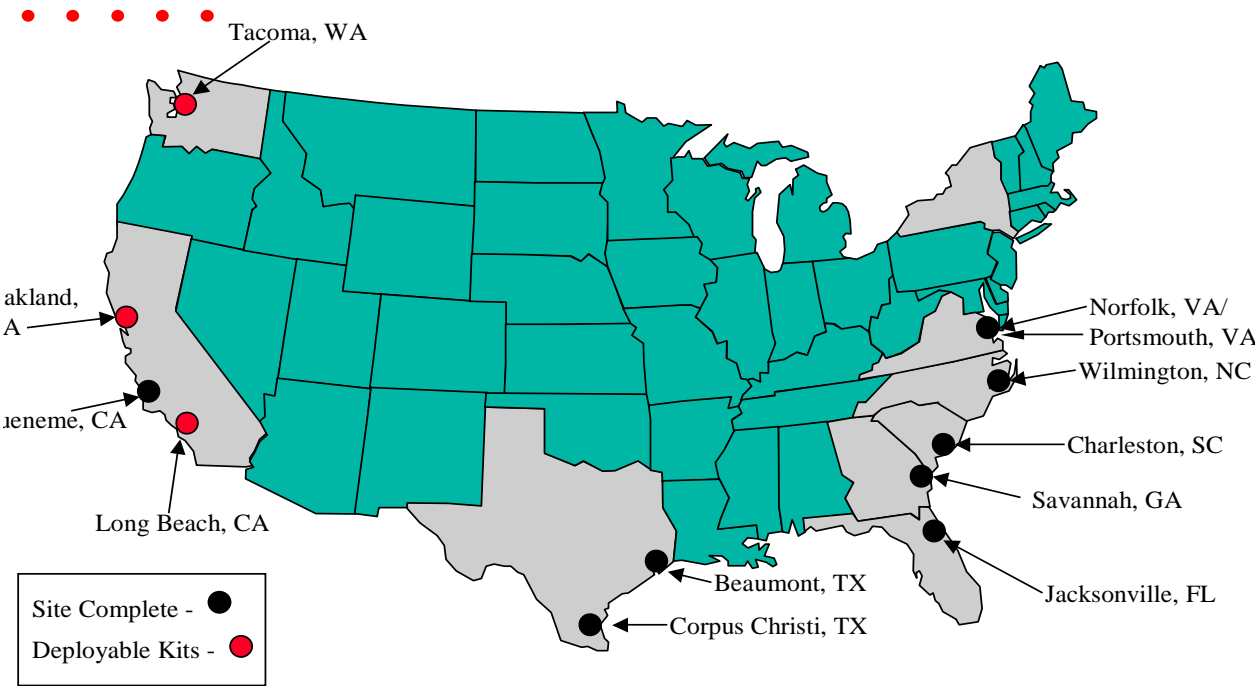 Tacoma, WA
akland,
A
Norfolk, VA/
Portsmouth, VA
Wilmington, NC
ueneme, CA
Charleston, SC
Savannah, GA
Long Beach, CA
Beaumont, TX
Jacksonville, FL
Corpus Christi, TX
Site Complete -
Deployable Kits -